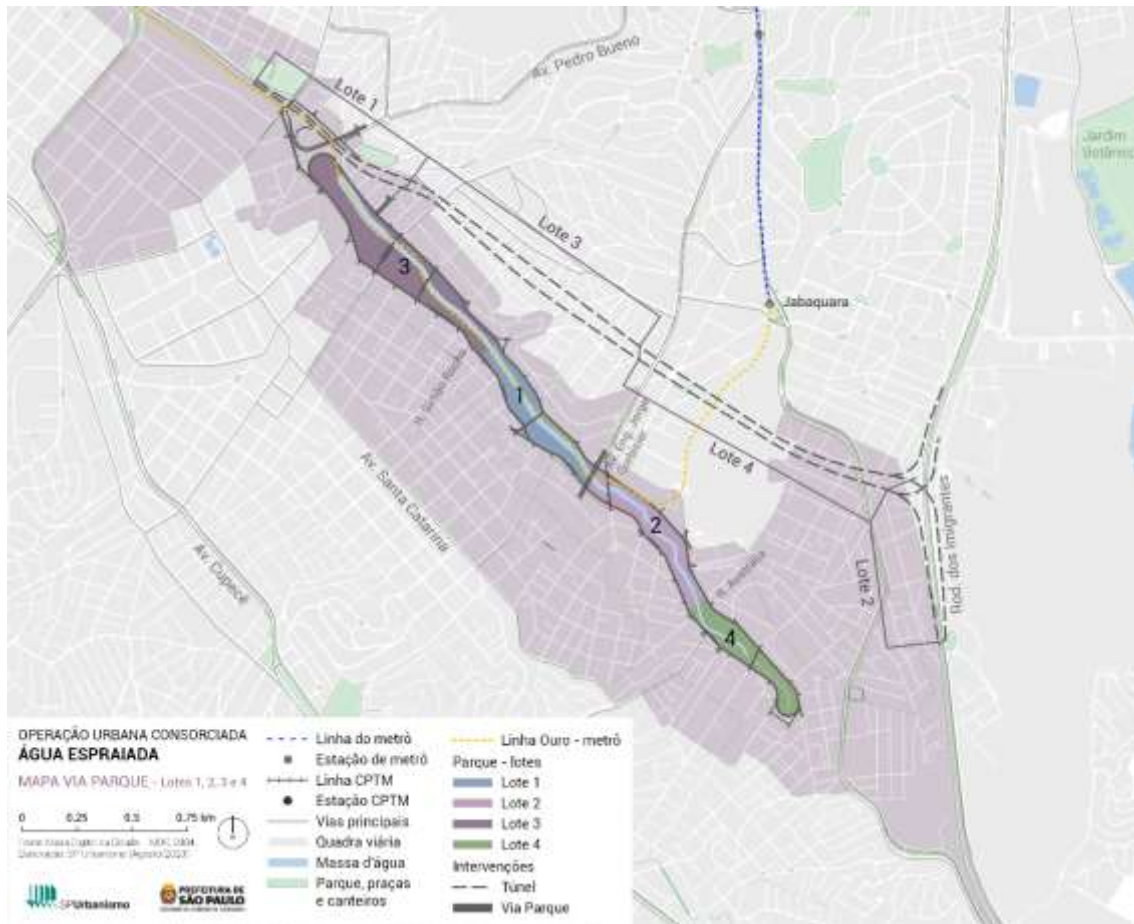 Av. Pedro Bueno
Lote 1
Jardim
Botânico
Lote 3
3
Jabaquara
1
Av. Eng. Jorge
Lote 4
Av. Santa Catarina
2
Av. Cupecê
Rod. dos Imigrantes
Lote 2
4
OPERAÇÃO URBANA CONSORCIADA
ÁGUA ESPRAIADA
MAPA VIA PARQUE - Lotes 1, 2, 3 e 4
0 0.25 0.5 0.75 km
SPUrbanismo
PREFEITURA DE
SÃO PAULO
Linha do metrô
Estação de metrô
Linha CPTM
Estação CPTM
Vias principais
Quadra viária
Massa d'água
Parque, praças
e canteiros
Linha Ouro - metrô
Parque - lotes
Lote 1
Lote 2
Lote 3
Lote 4
Intervenções
Túnel
Via Parque